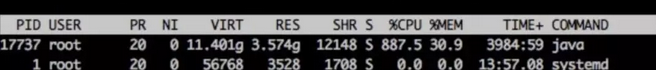 PID USER PR NI VIRT RES SHR S %CPU %MEM TIME+ COMMAND
17737 root 20 0 11.401g 3.574g 12148 S 887.5 30.9 3984:59 java
1 root 20 0 56768 3528 1708 S 0.0 0.0 13:57.08 systemd